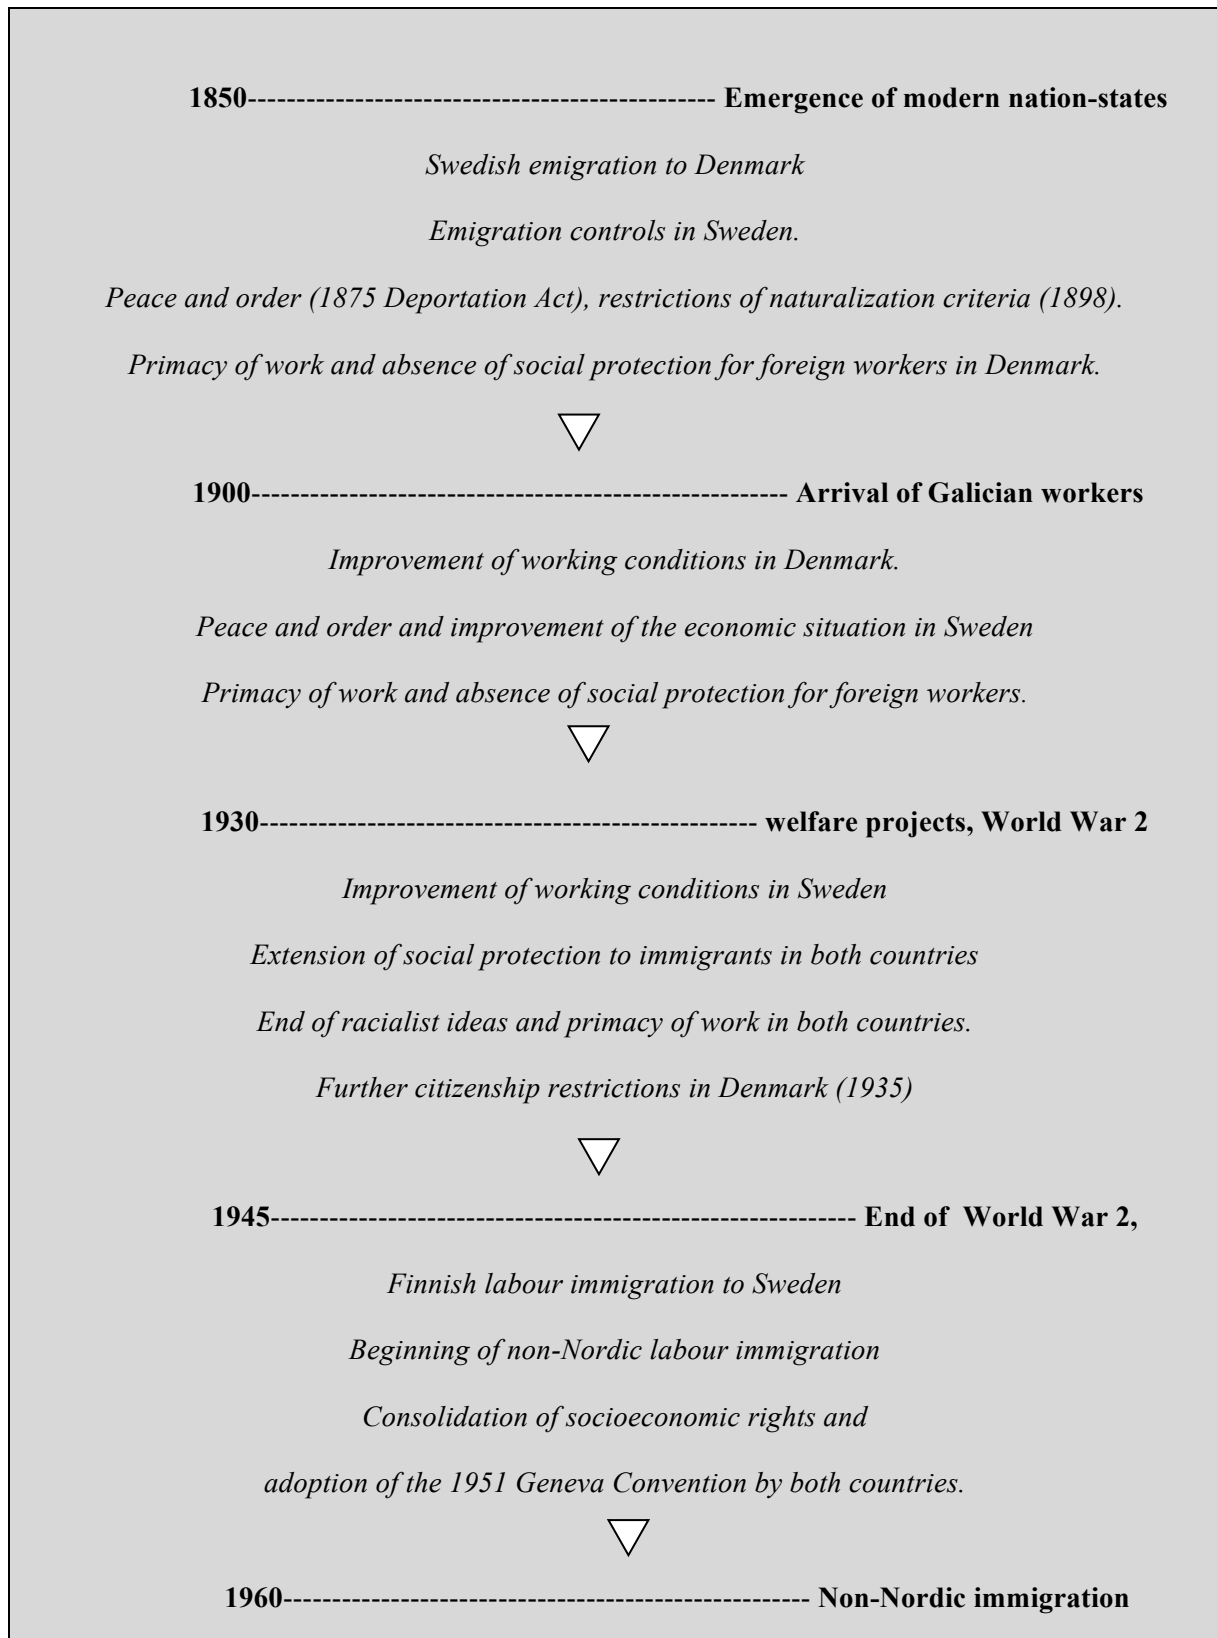 1850------------------------------------------------ Emergence of modern nation-states
Swedish emigration to Denmark
Emigration controls in Sweden.
Peace and order (1875 Deportation Act), restrictions of naturalization criteria (1898).
Primacy of work and absence of social protection for foreign workers in Denmark.
1900------------------------------------------------------- Arrival of Galician workers
Improvement of working conditions in Denmark.
Peace and order and improvement of the economic situation in Sweden
Primacy of work and absence of social protection for foreign workers.
1930--------------------------------------------------- welfare projects, World War 2
Improvement of working conditions in Sweden
Extension of social protection to immigrants in both countries
End of racialist ideas and primacy of work in both countries.
Further citizenship restrictions in Denmark (1935)
1945------------------------------------------------------------ End of  World War 2,
Finnish labour immigration to Sweden
Beginning of non-Nordic labour immigration
Consolidation of socioeconomic rights and
adoption of the 1951 Geneva Convention by both countries.
1960------------------------------------------------------ Non-Nordic immigration